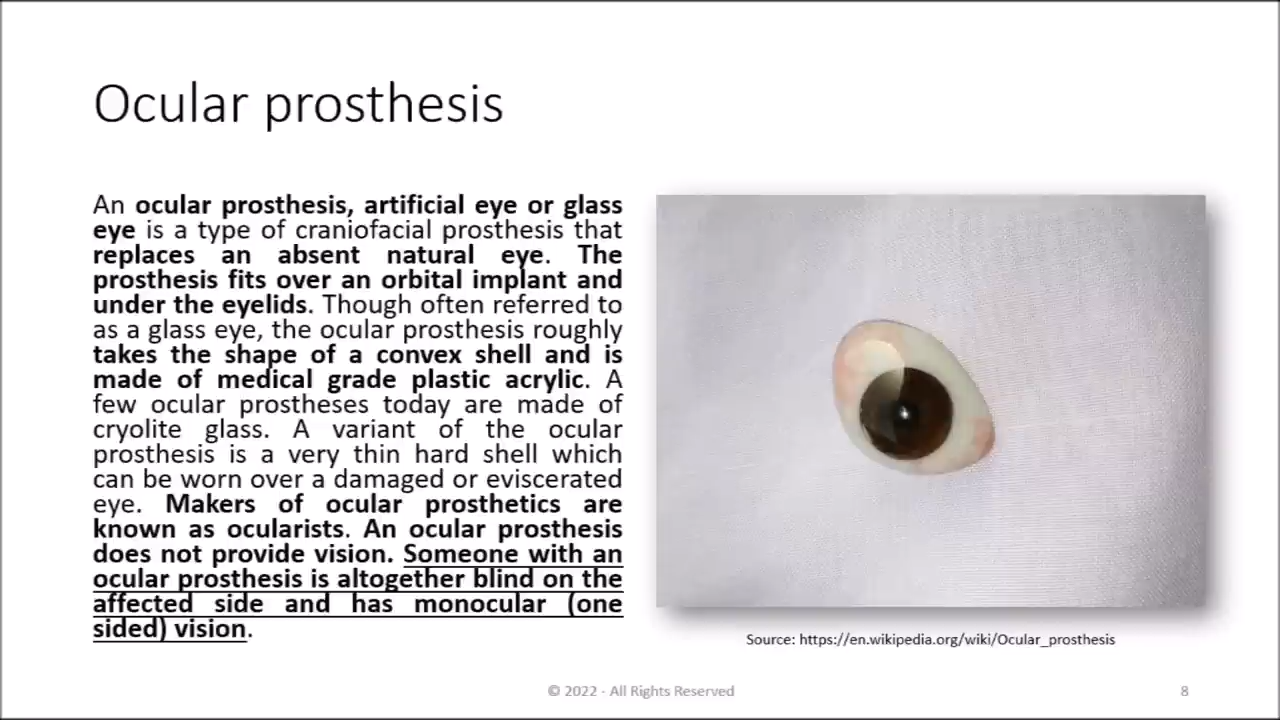 Ocular prosthesis
An ocular prosthesis, artificial eye or glass
eye is a type of craniofacial prosthesis that
replaces an absent natural eye. The
prosthesis fits over an orbital implant and
under the eyelids. Though often referred to
as a glass eye, the ocular prosthesis roughly
takes the shape of a convex shell and is
made of medical grade plastic acrylic. A
few ocular prostheses today are made of
cryolite glass. A variant of the ocular
prosthesis is a very thin hard shell which
can be worn over a damaged or eviscerated
eye. Makers of ocular prosthetics are
known as ocularists. An ocular prosthesis
does not provide vision. Someone with an
ocular prosthesis is altogether blind on the
affected side and has monocular (one
sided) vision.
Source: https://en.wikipedia.org/wiki/Ocular_prosthesis
© 2022 - All Rights Reserved
8